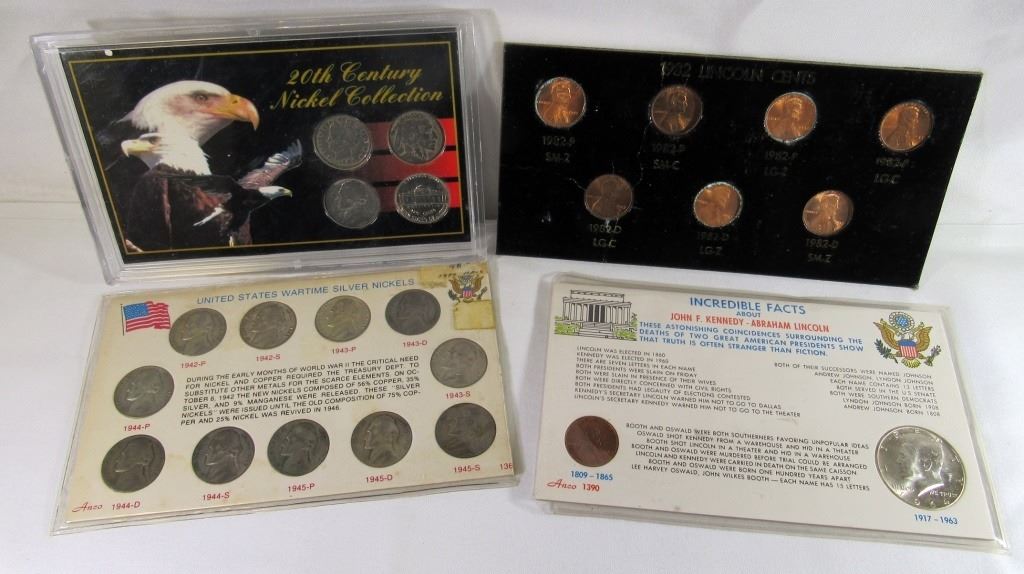 20th Century
Nickel Collection
1982 LINCOLN CENTS
1982-P
SM-Z
1982-P
SM-C
1982-P
LG-Z
1982-P
LG-C
1982-D
LG-C
1982-D
LG-Z
1982-D
SM-Z
UNITED STATES WARTIME SILVER NICKELS
1942-P
1942-S
1943-P
1943-D
DURING THE EARLY MONTHS OF WORLD WAR II THE CRITICAL NEED
FOR NICKEL AND COPPER REQUIRED THE TREASURY DEPT. TO
SUBSTITUTE OTHER METALS FOR THE SCARCE ELEMENTS. ON OC-
TOBER 8, 1942 THE NEW NICKELS COMPOSED OF 56% COPPER, 35%
SILVER, AND 9% MANGANESE WERE RELEASED. THESE "SILVER
NICKELS" WERE ISSUED UNTIL THE OLD COMPOSITION OF 75% COP-
PER AND 25% NICKEL WAS REVIVED IN 1946.
1943-S
1944-P
1944-D
1944-S
1945-P
1945-D
1945-S
136
Anco
INCREDIBLE FACTS
ABOUT
JOHN F. KENNEDY - ABRAHAM LINCOLN
THESE ASTONISHING COINCIDENCES SURROUNDING THE
DEATHS OF TWO GREAT AMERICAN PRESIDENTS SHOW
THAT TRUTH IS OFTEN STRANGER THAN FICTION.
LINCOLN WAS ELECTED IN 1860
KENNEDY WAS ELECTED IN 1960
THERE ARE SEVEN LETTERS IN EACH NAME
BOTH PRESIDENTS WERE SLAIN ON FRIDAY
BOTH WERE SLAIN IN PRESENCE OF THEIR WIVES
BOTH WERE DIRECTLY CONCERNED WITH CIVIL RIGHTS
BOTH PRESIDENTS HAD LEGALITY OF ELECTIONS CONTESTED
KENNEDY'S SECRETARY LINCOLN WARNED HIM NOT TO GO TO DALLAS
LINCOLN'S SECRETARY KENNEDY WARNED HIM NOT TO GO TO THE THEATER
BOTH OF THEIR SUCCESSORS WERE NAMED JOHNSON
ANDREW JOHNSON, LYNDON JOHNSON
EACH NAME CONTAINS 13 LETTERS
BOTH SERVED IN THE U.S. SENATE
BOTH WERE SOUTHERN DEMOCRATS
LYNDON JOHNSON BORN 1908
ANDREW JOHNSON BORN 1808
BOOTH AND OSWALD WERE BOTH SOUTHERNERS FAVORING UNPOPULAR IDEAS
OSWALD SHOT KENNEDY FROM A WAREHOUSE AND HID IN A THEATER
BOOTH SHOT LINCOLN IN A THEATER AND HID IN A WAREHOUSE
BOOTH AND OSWALD WERE MURDERED BEFORE TRIAL COULD BE ARRANGED
LINCOLN AND KENNEDY WERE CARRIED IN DEATH ON THE SAME CAISSON
BOOTH AND OSWALD WERE BORN ONE HUNDRED YEARS APART
LEE HARVEY OSWALD, JOHN WILKES BOOTH — EACH NAME HAS 15 LETTERS
1809 - 1865
Anco 1390
1917 - 1963